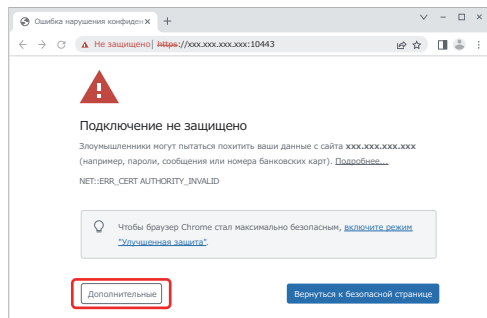 Ошибка нарушения конфиден
Не защищено https://xxx.xxx.xxx.xxx:10443
Подключение не защищено
Злоумышленники могут пытаться похитить ваши данные с сайта xxx.xxx.xxx.xxx
(например, пароли, сообщения или номера банковских карт). Подробнее...
NET::ERR_CERT AUTHORITY_INVALID
Чтобы браузер Chrome стал максимально безопасным, включите режим
"Улучшенная зашита".
Дополнительные
Вернуться к безопасной странице